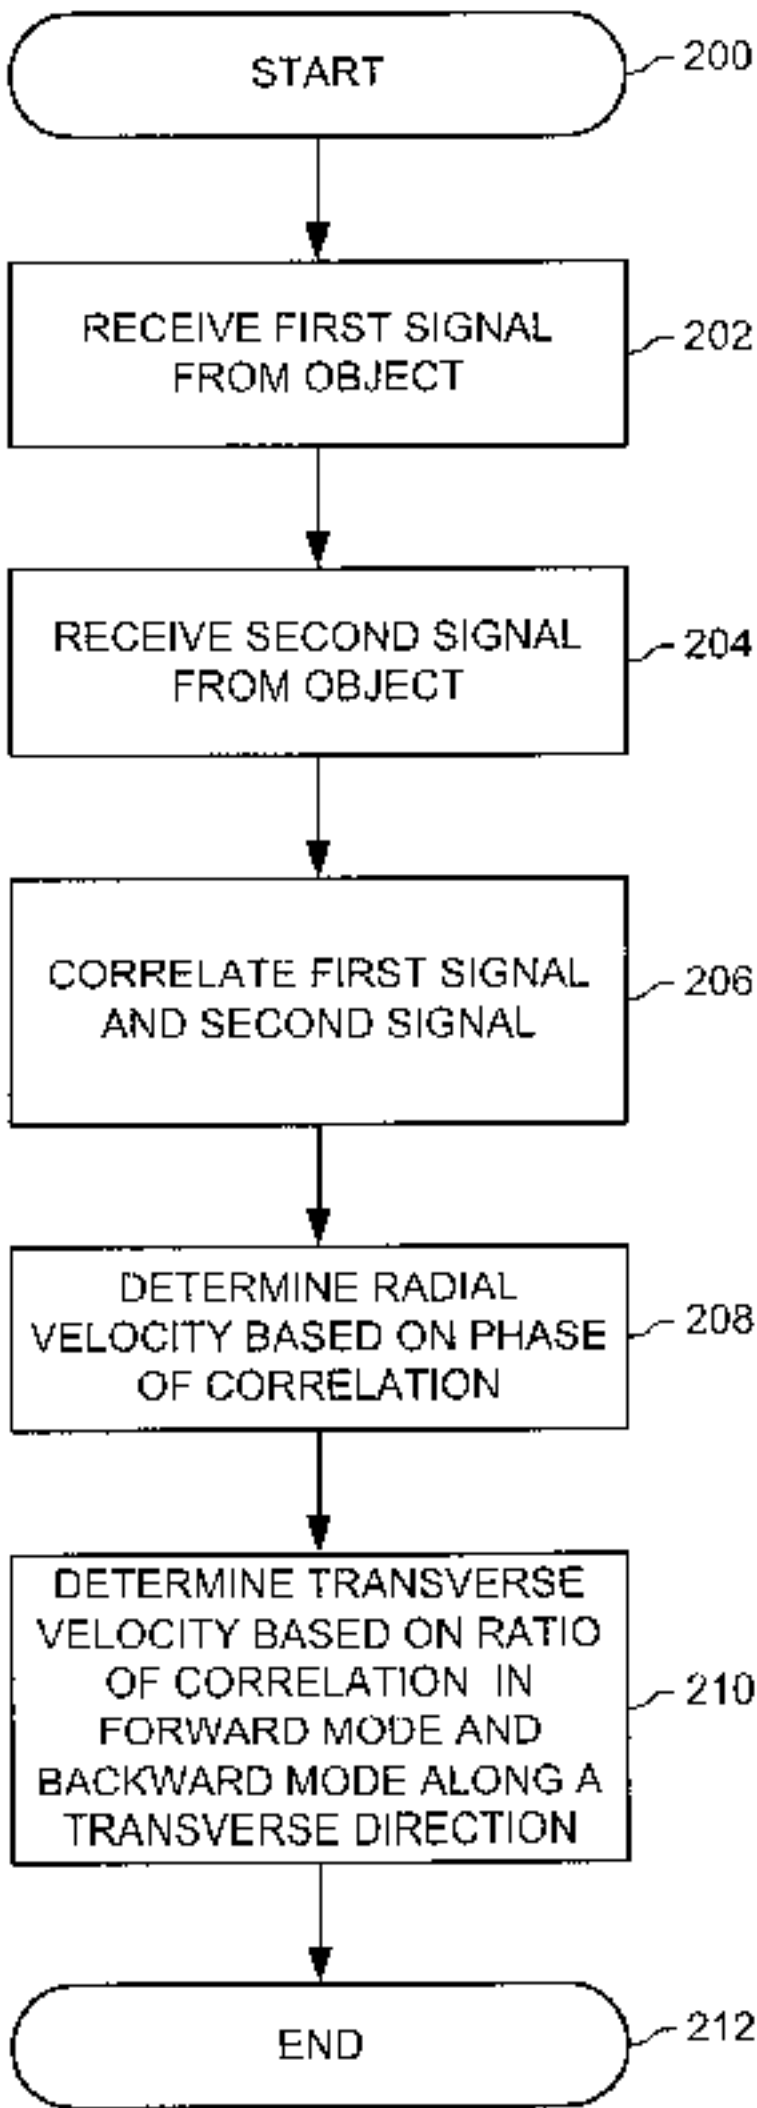 START
200
RECEIVE FIRST SIGNAL
FROM OBJECT
202
RECEIVE SECOND SIGNAL
FROM OBJECT
204
CORRELATE FIRST SIGNAL
AND SECOND SIGNAL
206
DETERMINE RADIAL
VELOCITY BASED ON PHASE
OF CORRELATION
208
DETERMINE TRANSVERSE
VELOCITY BASED ON RATIO
OF CORRELATION IN
FORWARD MODE AND
BACKWARD MODE ALONG A
TRANSVERSE DIRECTION
210
END
212